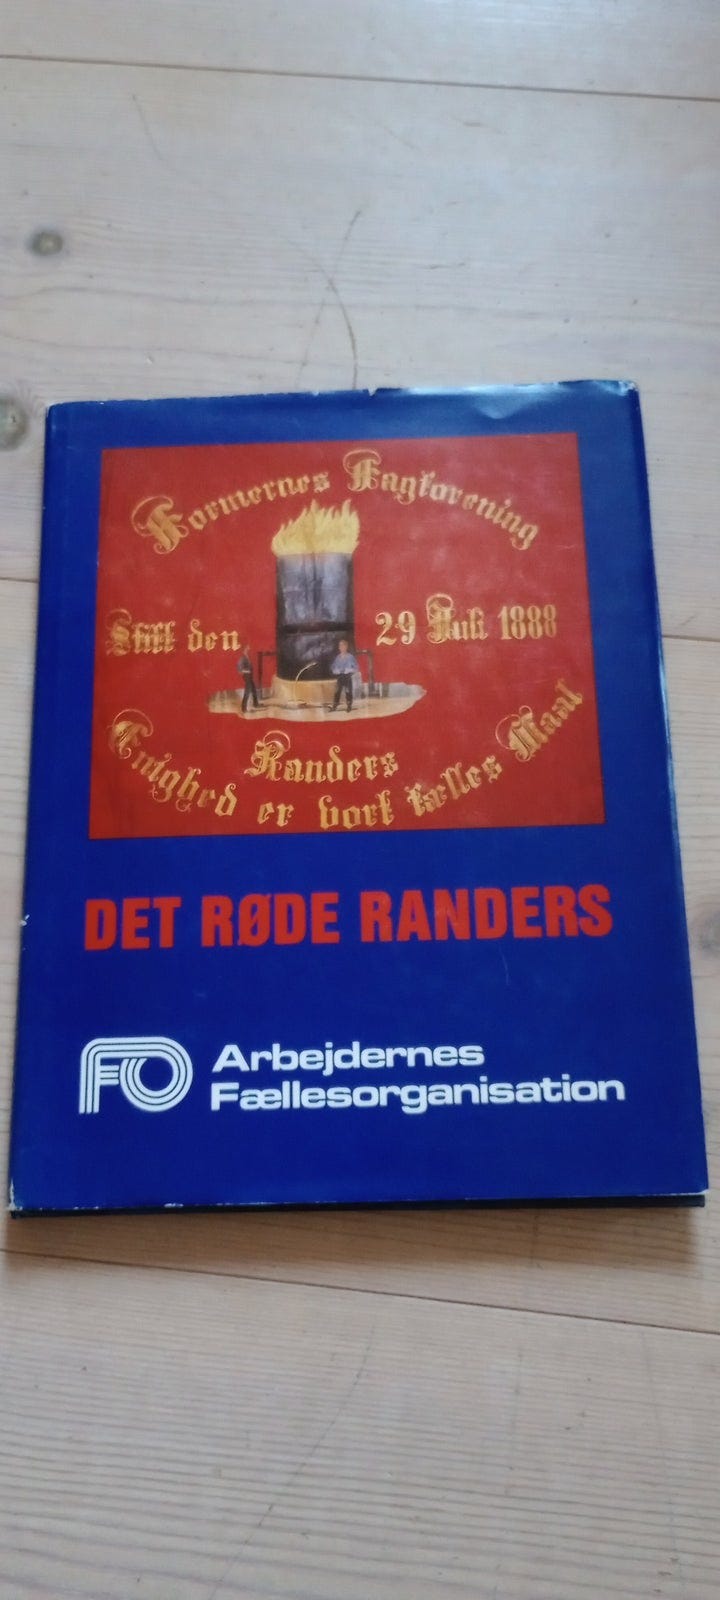 Formernes Fagforening
Stift den 29 Juli 1888
Randers
Enighed er vort fælles Maal
DET RØDE RANDERS
FO Arbejdernes
Fællesorganisation